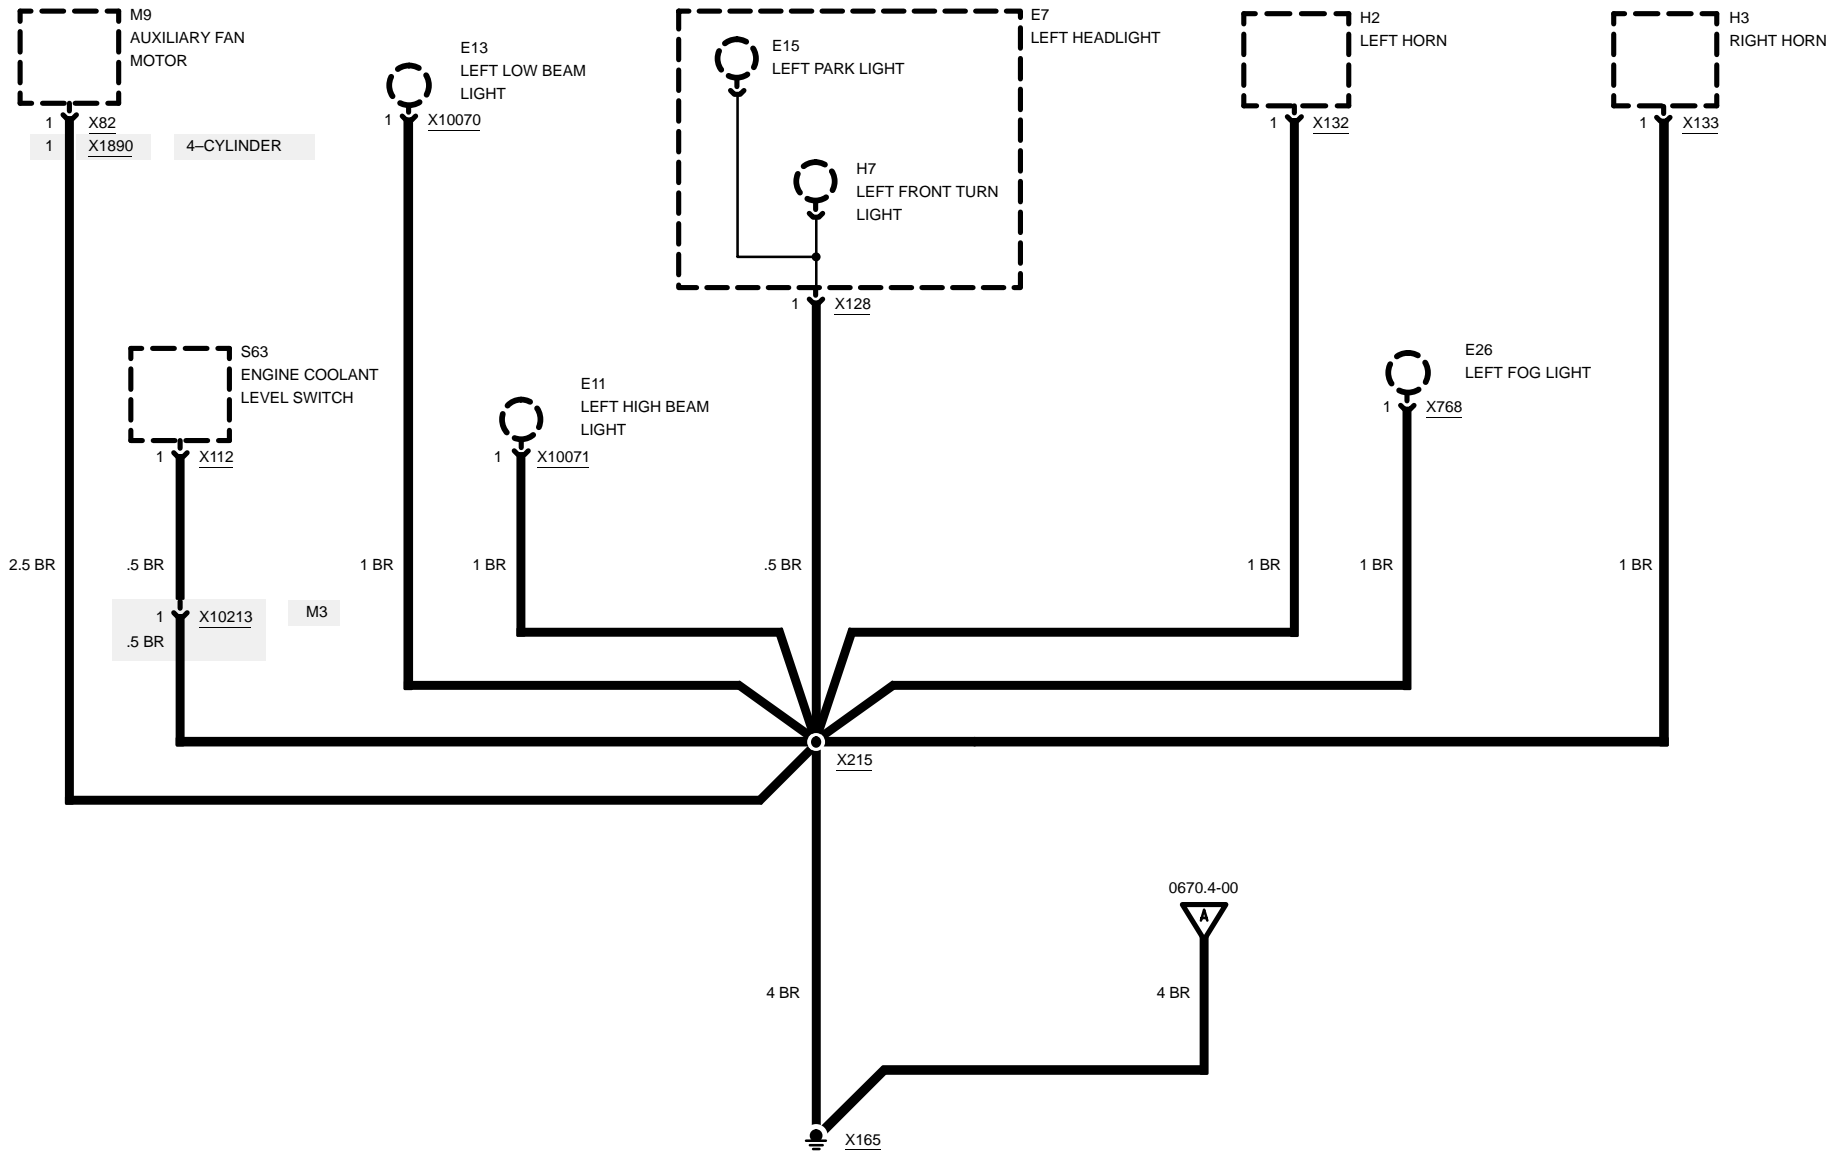 M9
AUXILIARY FAN
MOTOR
1 X82
1 X1890 4–CYLINDER
E13
LEFT LOW BEAM
LIGHT
1 X10070
E7
LEFT HEADLIGHT
E15
LEFT PARK LIGHT
H7
LEFT FRONT TURN
LIGHT
1 X128
H2
LEFT HORN
1 X132
H3
RIGHT HORN
1 X133
S63
ENGINE COOLANT
LEVEL SWITCH
1 X112
E11
LEFT HIGH BEAM
LIGHT
1 X10071
E26
LEFT FOG LIGHT
1 X768
2.5 BR
.5 BR
1 BR
1 BR
.5 BR
1 BR
1 BR
1 BR
1 X10213 M3
.5 BR
X215
0670.4-00
A
4 BR
4 BR
X165